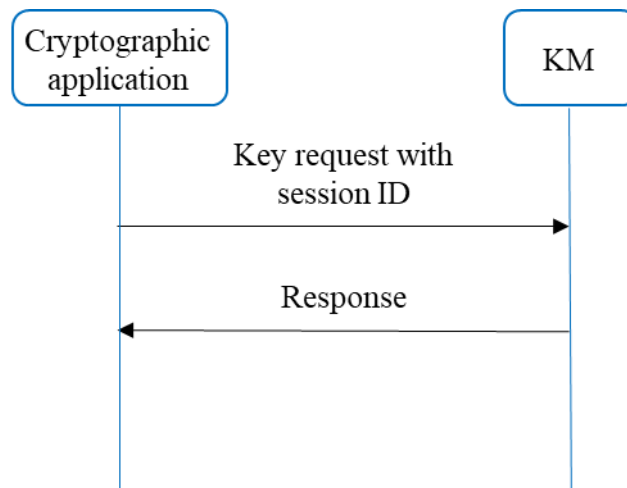 Cryptographic
application
KM
Key request with
session ID
Response